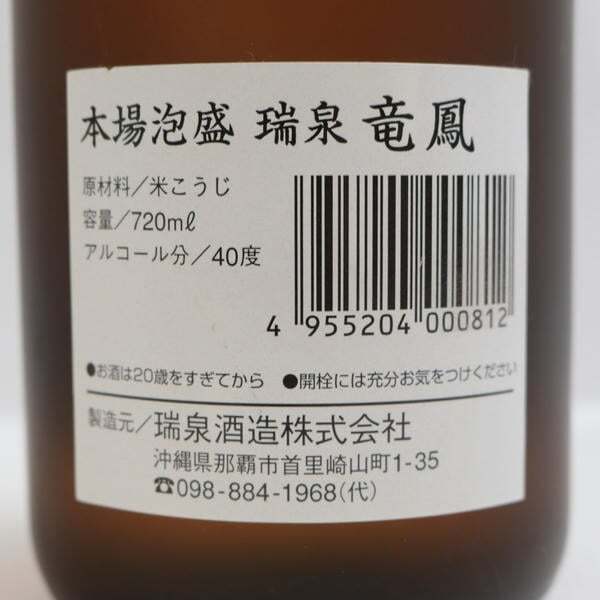 本場泡盛 瑞泉 竜鳳
原材料／米こうじ
容量／720mℓ
アルコール分／40度
4 955204 000812
●お酒は20歳をすぎてから ●開栓には充分お気をつけください
製造元／瑞泉酒造株式会社
沖縄県那覇市首里崎山町1-35
☎098-884-1968(代)